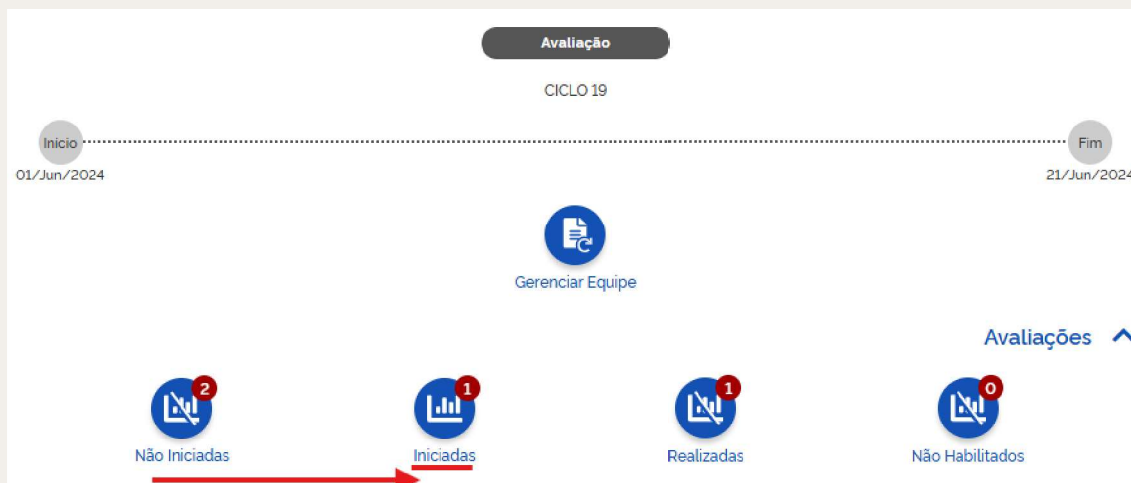 Avaliação
CICLO 19
Início
Fim
01/Jun/2024
21/Jun/2024
Gerenciar Equipe
Avaliações
2
1
1
0
Não Iniciadas
Iniciadas
Realizadas
Não Habilitados